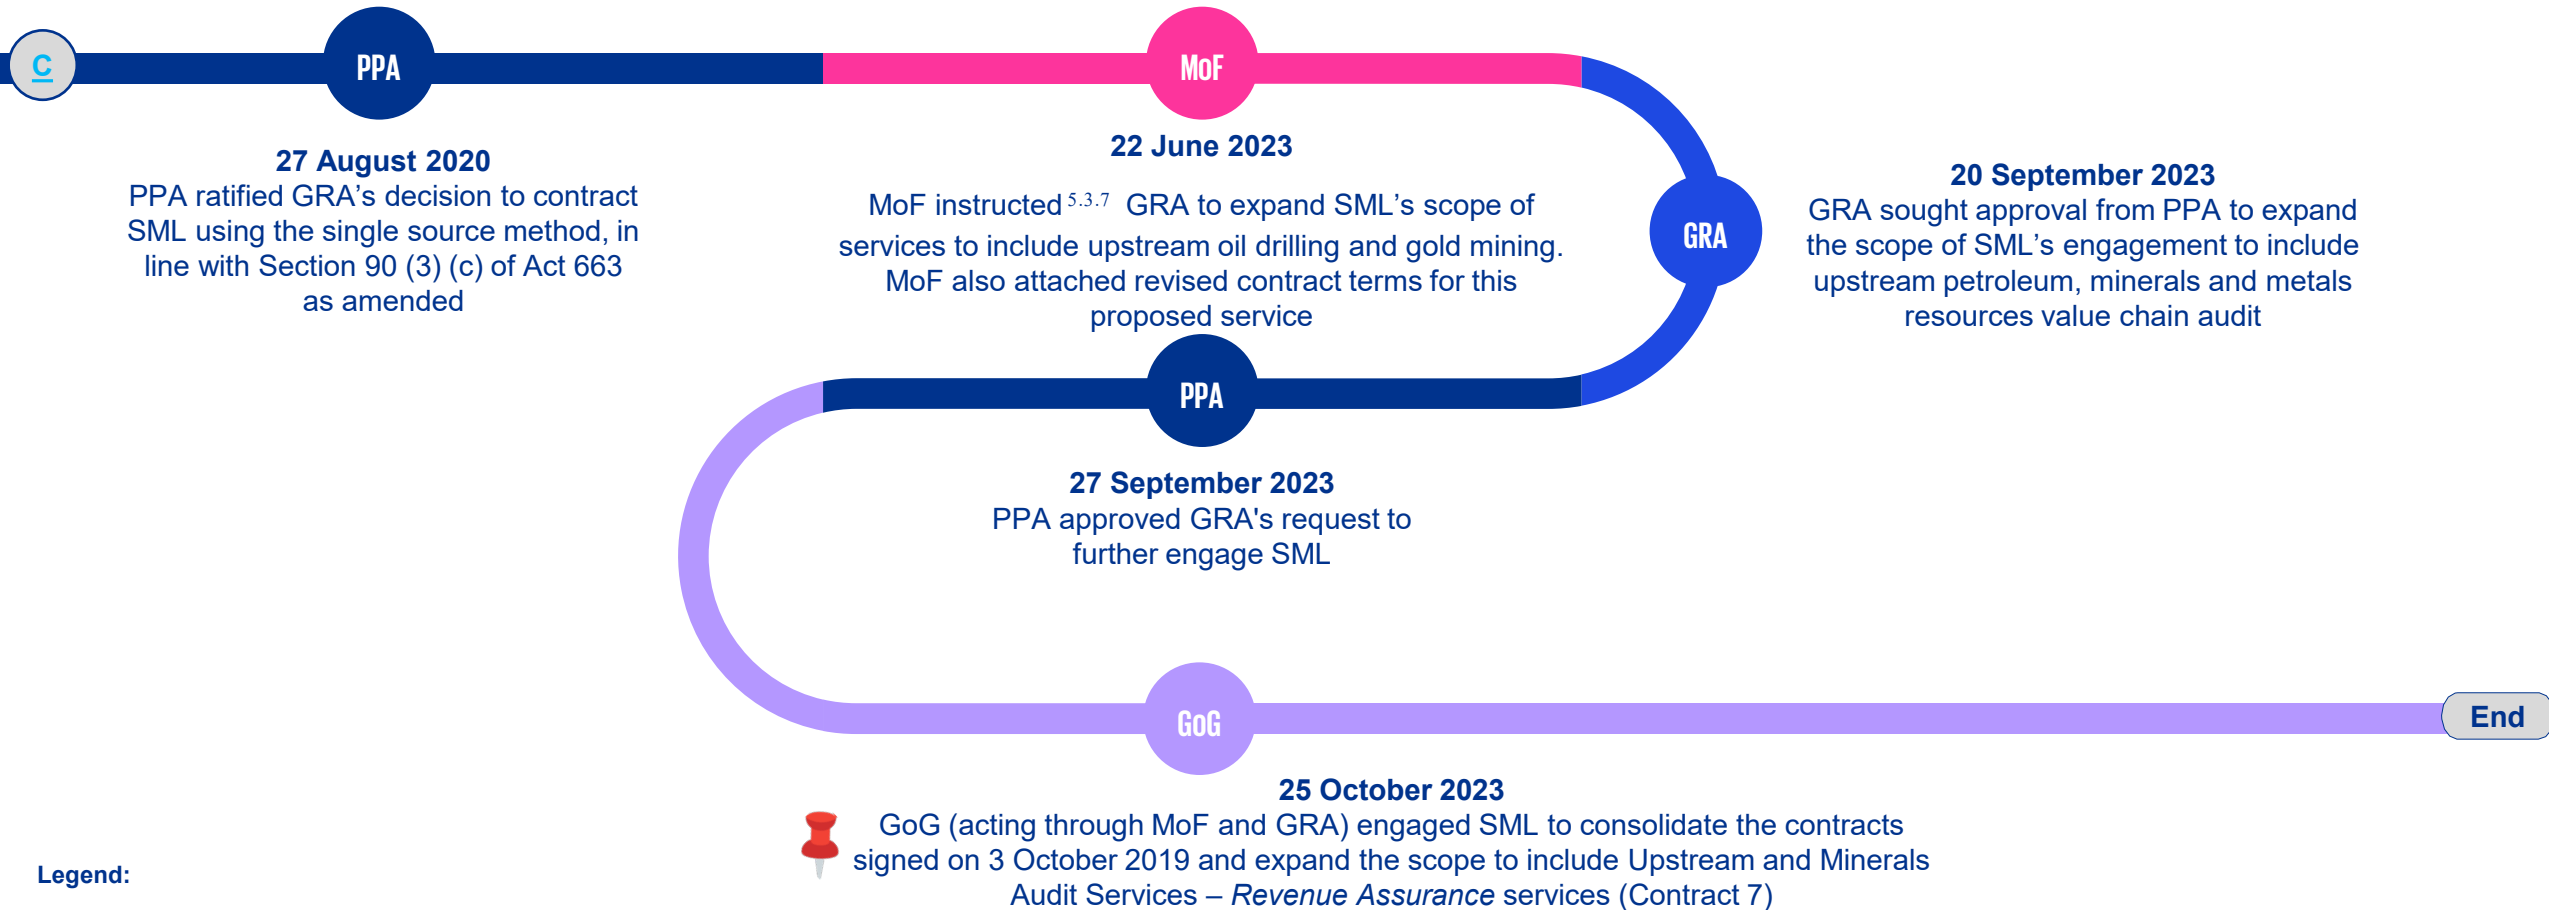 C
PPA
27 August 2020
PPA ratified GRA’s decision to contract
SML using the single source method, in
line with Section 90 (3) (c) of Act 663
as amended
MoF
22 June 2023
MoF instructed 5.3.7 GRA to expand SML’s scope of
services to include upstream oil drilling and gold mining.
MoF also attached revised contract terms for this
proposed service
GRA
20 September 2023
GRA sought approval from PPA to expand
the scope of SML’s engagement to include
upstream petroleum, minerals and metals
resources value chain audit
PPA
27 September 2023
PPA approved GRA's request to
further engage SML
GoG
End
25 October 2023
GoG (acting through MoF and GRA) engaged SML to consolidate the contracts
signed on 3 October 2019 and expand the scope to include Upstream and Minerals
Audit Services – Revenue Assurance services (Contract 7)
Legend: